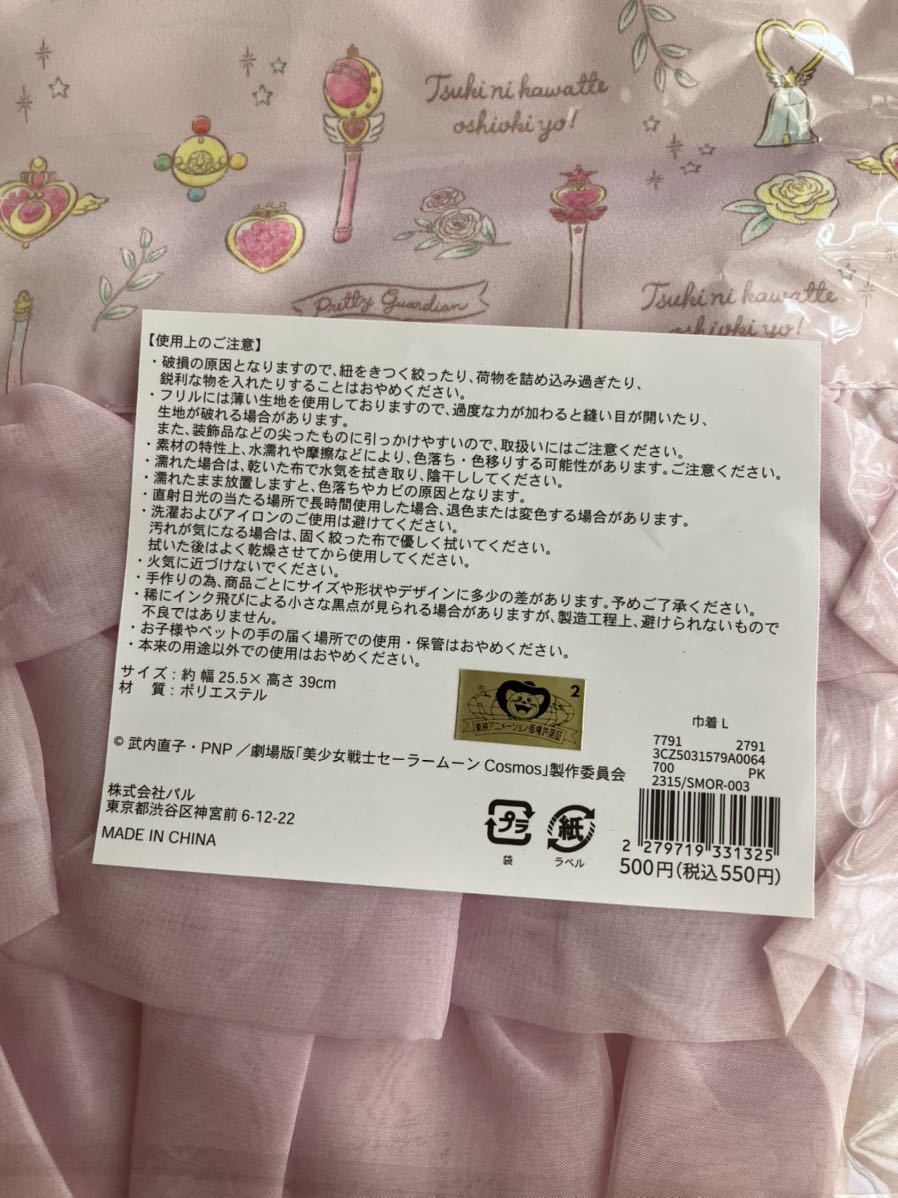 Tsuki ni kawatte
oshioki yo!
Pretty Guardian
Tsuki ni kawatte
oshioki yo!
【使用上のご注意】
・破損の原因となりますので、紐をきつく絞ったり、荷物を詰め込み過ぎたり、
鋭利な物を入れたりすることはおやめください。
・フリルには薄い生地を使用しておりますので、過度な力が加わると縫い目が開いたり、
生地が破れる場合があります。
また、装飾品などの尖ったものに引っかけやすいので、取扱いにはご注意ください。
・素材の特性上、水濡れや摩擦などにより、色落ち・色移りする可能性があります。ご注意ください。
・濡れた場合は、乾いた布で水気を拭き取り、陰干ししてください。
・濡れたまま放置しますと、色落ちやカビの原因となります。
・直射日光の当たる場所で長時間使用した場合、退色または変色する場合があります。
・洗濯およびアイロンのご使用は避けてください。
汚れが気になる場合は、固く絞った布で優しく拭いてください。
拭いた後はよく乾燥させてから使用してください。
・火気に近づけないでください。
・手作りの為、商品ごとにサイズや形状やデザインに多少の差があります。予めご了承ください。
・稀にインク飛びによる小さな黒点が見られる場合がありますが、製造工程上、避けられないもので
不良ではありません。
・お子様やペットの手の届く場所での使用・保管はおやめください。
・本来の用途以外での使用はおやめください。
サイズ：約 幅 25.5× 高さ 39cm
材　質：ポリエステル
2
東映アニメーション・版権許諾証
© 武内直子・PNP ／劇場版「美少女戦士セーラームーン Cosmos」製作委員会
株式会社パル
東京都渋谷区神宮前 6-12-22
MADE IN CHINA
プラ
袋
紙
ラベル
巾着 L
7791 2791
3CZ5031579A0064
700 PK
2315/SMOR-003
2 279719 331325
500円(税込550円)